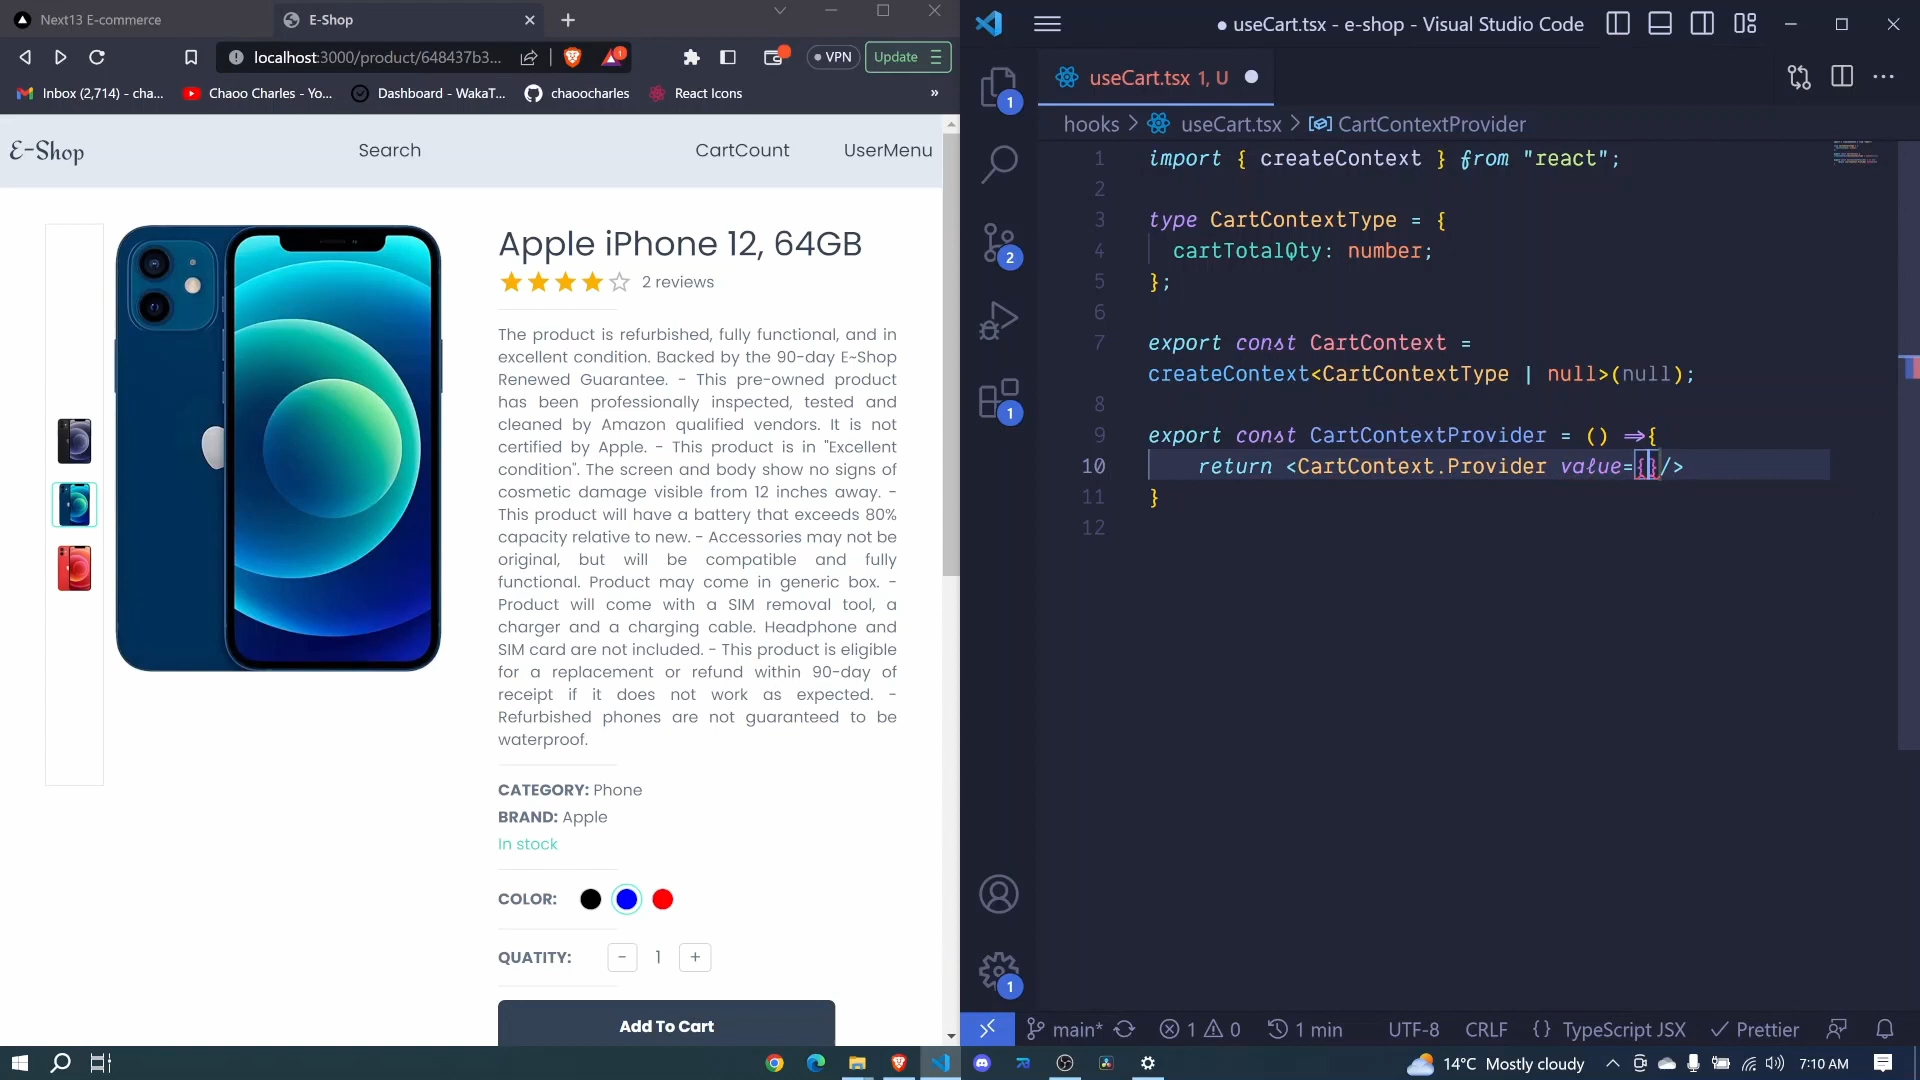 Next13 E-commerce
E-Shop
localhost:3000/product/648437b3...
1
VPN
Update
Inbox (2,714) - cha...
Chaoo Charles - Yo...
Dashboard - WakaT...
chaoocharles
React Icons
»
E-Shop
Search
CartCount
UserMenu
Apple iPhone 12, 64GB
2 reviews
The product is refurbished, fully functional, and in
excellent condition. Backed by the 90-day E~Shop
Renewed Guarantee. - This pre-owned product
has been professionally inspected, tested and
cleaned by Amazon qualified vendors. It is not
certified by Apple. - This product is in "Excellent
condition". The screen and body show no signs of
cosmetic damage visible from 12 inches away. -
This product will have a battery that exceeds 80%
capacity relative to new. - Accessories may not be
original, but will be compatible and fully
functional. Product may come in generic box. -
Product will come with a SIM removal tool, a
charger and a charging cable. Headphone and
SIM card are not included. - This product is eligible
for a replacement or refund within 90-day of
receipt if it does not work as expected. -
Refurbished phones are not guaranteed to be
waterproof.
CATEGORY: Phone
BRAND: Apple
In stock
COLOR:
QUATITY:
- 1 +
Add To Cart
● useCart.tsx - e-shop - Visual Studio Code
useCart.tsx 1, U
hooks > useCart.tsx > CartContextProvider
1
2
1
1
1 import { createContext } from "react";
2
3 type CartContextType = {
4 cartTotalQty: number;
5 };
6
7 export const CartContext =
createContext<CartContextType | null>(null);
8
9 export const CartContextProvider = () =>{
10 return <CartContext.Provider value={}/>
11 }
12
main*
1
0
1 min
UTF-8
CRLF
{ } TypeScript JSX
Prettier
14°C Mostly cloudy
7:10 AM